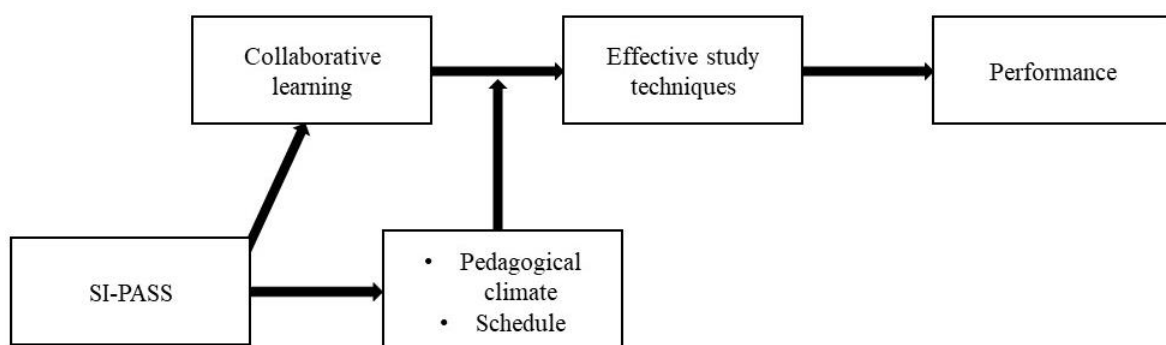 Collaborative
learning
Effective study
techniques
Performance
SI-PASS
• Pedagogical
climate
• Schedule